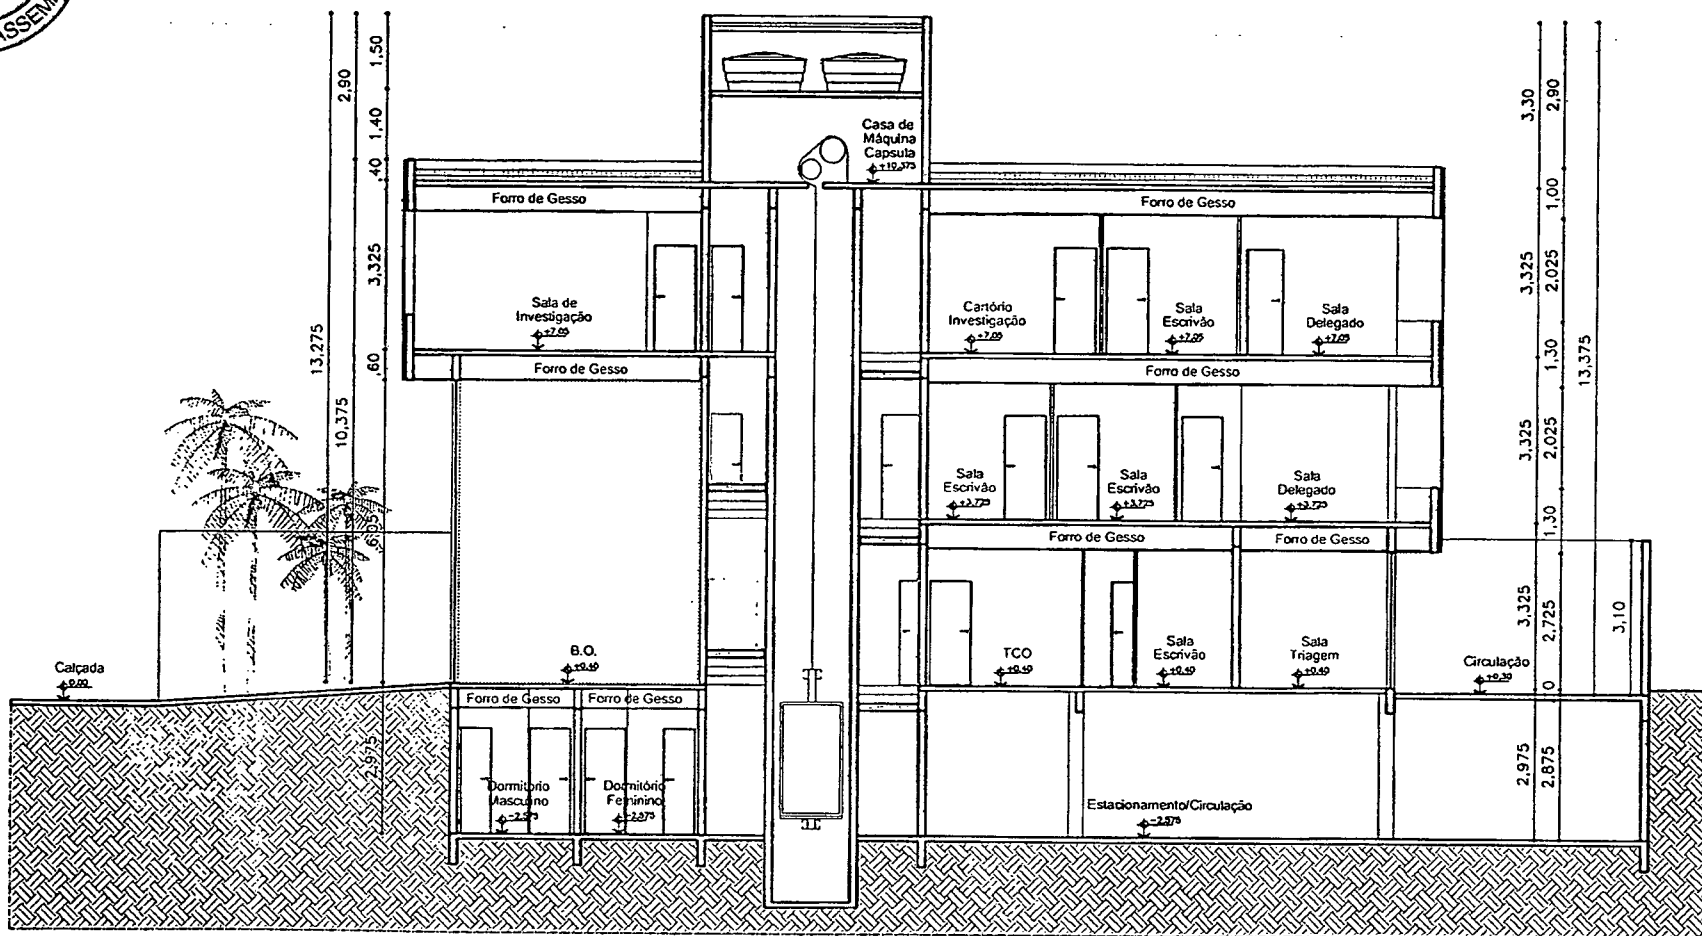 ASSEM
1,50
2,90
1,40
,40
3,325
,60
13,275
10,375
6,05
2,975
Casa de
Máquina
Capsula
+10,375
3,30
2,90
1,00
3,325
2,025
1,30
13,375
3,325
2,025
1,30
3,325
2,725
3,10
2,975
2,875
Forro de Gesso
Forro de Gesso
Sala de
Investigação
+7,05
Cartório
Investigação
+7,05
Sala
Escrivão
+7,05
Sala
Delegado
+7,05
Forro de Gesso
Forro de Gesso
Sala
Escrivão
+3,725
Sala
Escrivão
+3,725
Sala
Delegado
+3,725
Forro de Gesso
Forro de Gesso
Calçada
0,00
B.O.
+0,40
TCO
+0,40
Sala
Escrivão
+0,40
Sala
Triagem
+0,40
Circulação
+0,30
Forro de Gesso
Forro de Gesso
Dormitório
Masculino
-2,575
Dormitório
Feminino
-2,575
Estacionamento/Circulação
-2,575